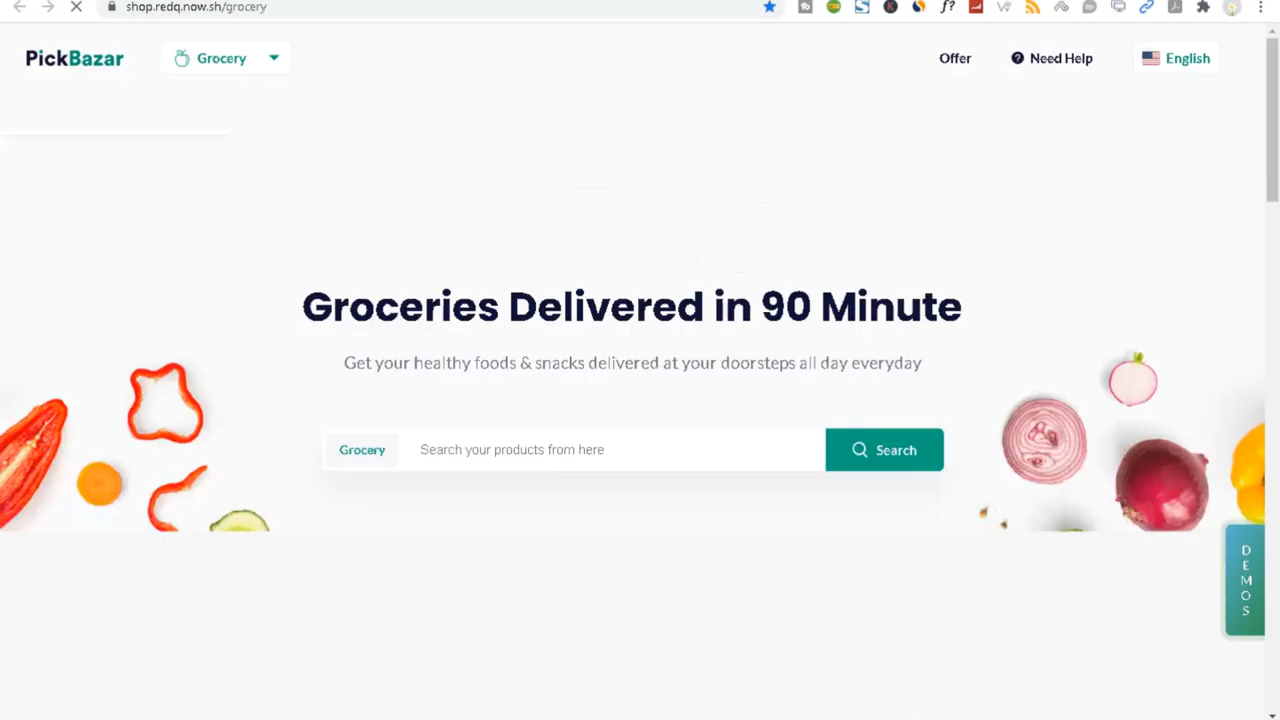 shop.redq.now.sh/grocery
PickBazar
Grocery
Offer
Need Help
English
Groceries Delivered in 90 Minute
Get your healthy foods & snacks delivered at your doorsteps all day everyday
Grocery
Search your products from here
Search
DEMOS